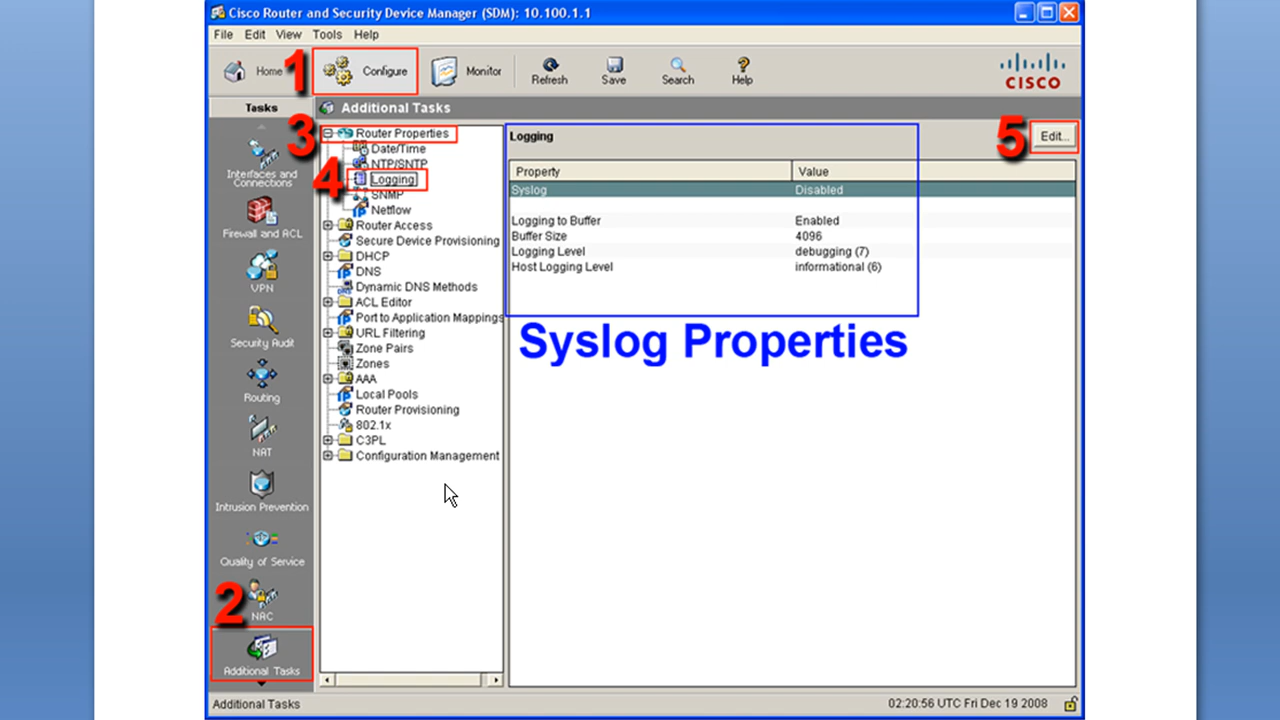 Cisco Router and Security Device Manager (SDM): 10.100.1.1
File Edit View Tools Help
1
Home
Configure
Monitor
Refresh
Save
Search
Help
CISCO
Tasks
Additional Tasks
Interfaces and
Connections
Firewall and ACL
VPN
Security Audit
Routing
NAT
Intrusion Prevention
Quality of Service
2
NAC
Additional Tasks
3
Router Properties
Date/Time
NTP/SNTP
4
Logging
SNMP
Netflow
Router Access
Secure Device Provisioning
DHCP
DNS
Dynamic DNS Methods
ACL Editor
Port to Application Mappings
URL Filtering
Zone Pairs
Zones
AAA
Local Pools
Router Provisioning
802.1x
C3PL
Configuration Management
Logging
5
Edit...
Property Value
Syslog Disabled
Logging to Buffer Enabled
Buffer Size 4096
Logging Level debugging (7)
Host Logging Level informational (6)
Syslog Properties
Additional Tasks
02:20:56 UTC Fri Dec 19 2008